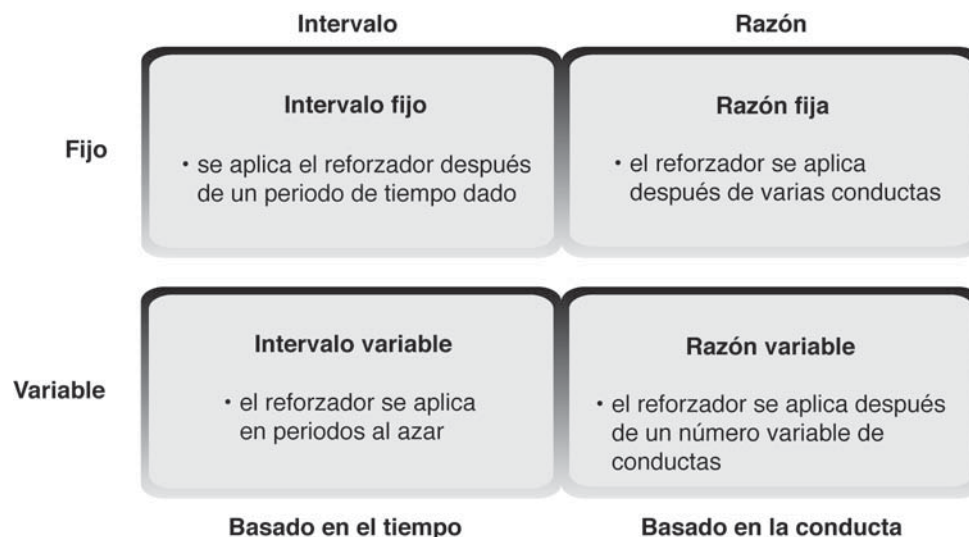 Intervalo
Razón
Fijo
Intervalo fijo
• se aplica el reforzador después
de un periodo de tiempo dado
Razón fija
• el reforzador se aplica
después de varias conductas
Variable
Intervalo variable
• el reforzador se aplica
en periodos al azar
Razón variable
• el reforzador se aplica después
de un número variable de
conductas
Basado en el tiempo
Basado en la conducta